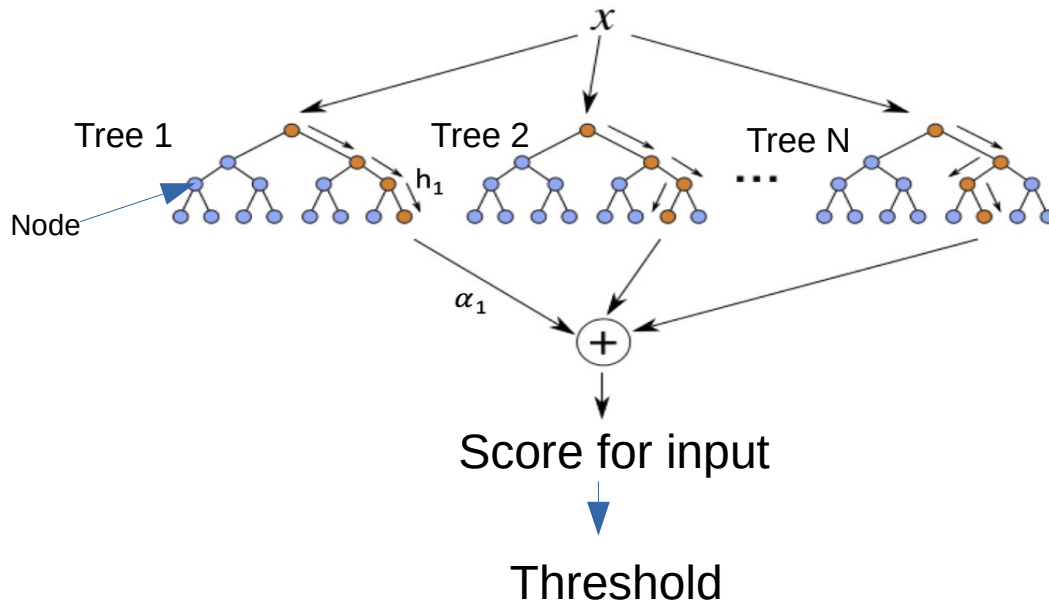 x
Tree 1
Tree 2
Tree N
h₁
...
Node
α₁
+
Score for input
Threshold